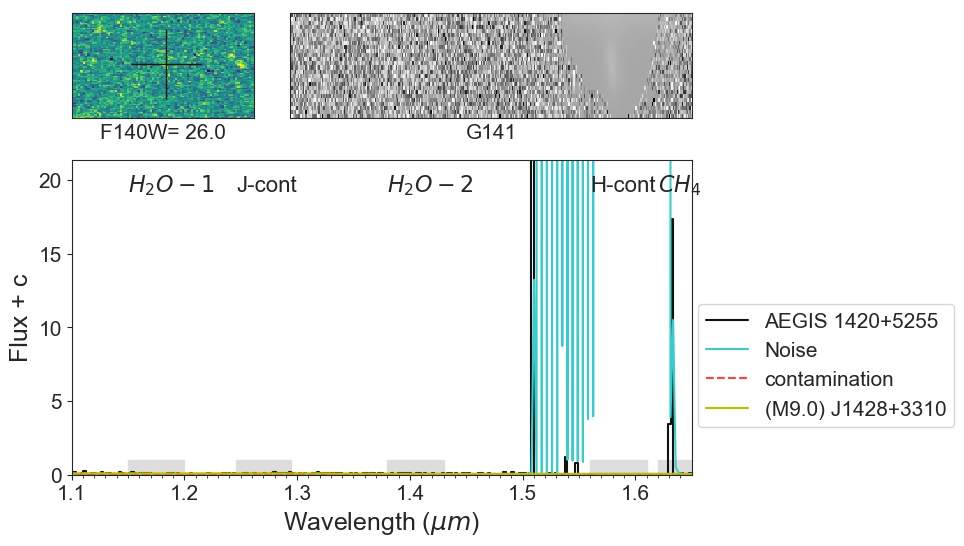 F140W= 26.0
G141
H₂O − 1 J-cont H₂O − 2 H-cont CH₄
20
15
10
5
0
Flux + c
1.1 1.2 1.3 1.4 1.5 1.6
Wavelength (μm)
AEGIS 1420+5255
Noise
contamination
(M9.0) J1428+3310